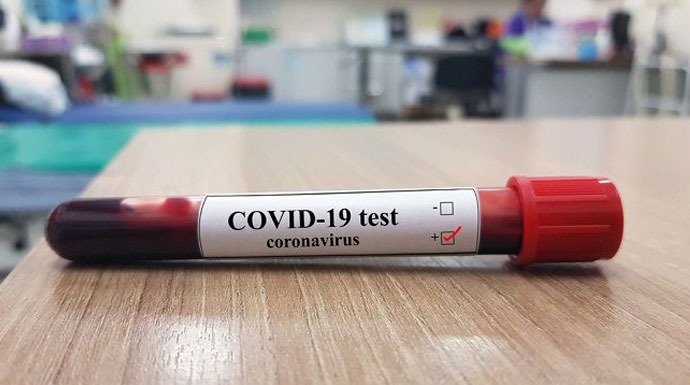 COVID-19 test
coronavirus
-
+